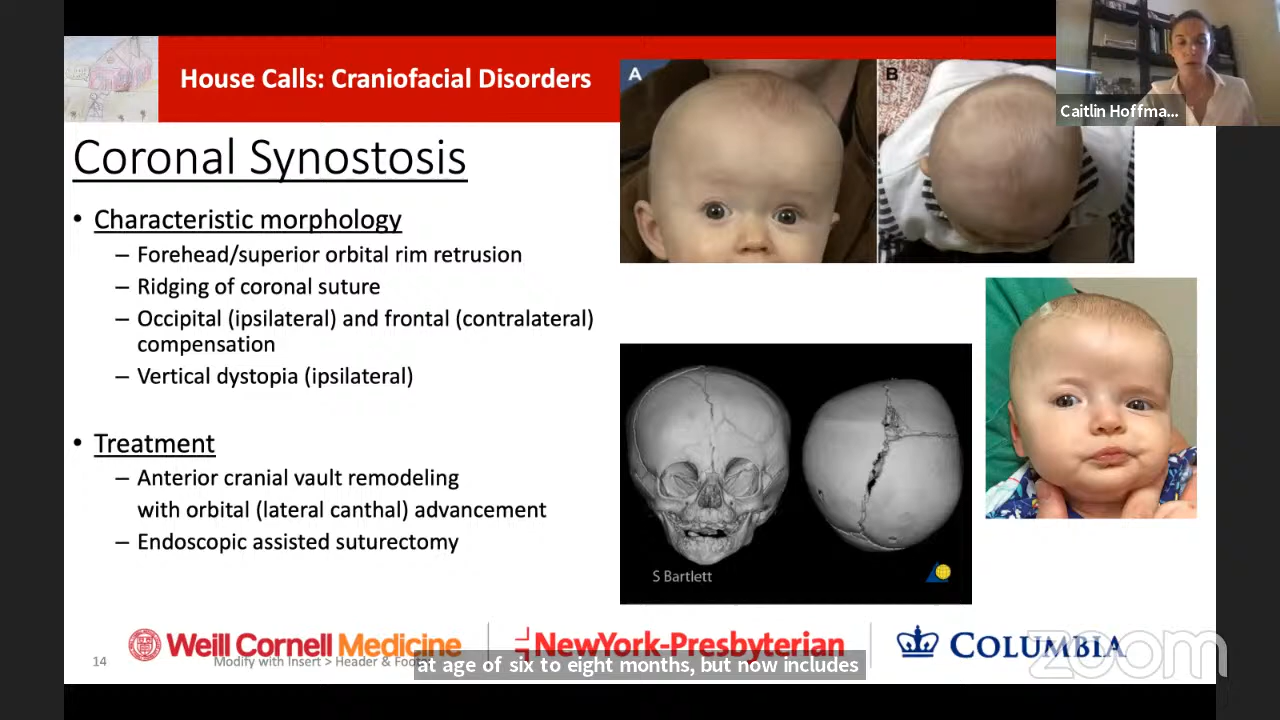 House Calls: Craniofacial Disorders
A
B
Caitlin Hoffma...
Coronal Synostosis
• Characteristic morphology
– Forehead/superior orbital rim retrusion
– Ridging of coronal suture
– Occipital (ipsilateral) and frontal (contralateral)
compensation
– Vertical dystopia (ipsilateral)
• Treatment
– Anterior cranial vault remodeling
with orbital (lateral canthal) advancement
– Endoscopic assisted suturectomy
S Bartlett
Weill Cornell Medicine
NewYork-Presbyterian
COLUMBIA
zoom
14
Modify with Insert > Header & Foo
at age of six to eight months, but now includes